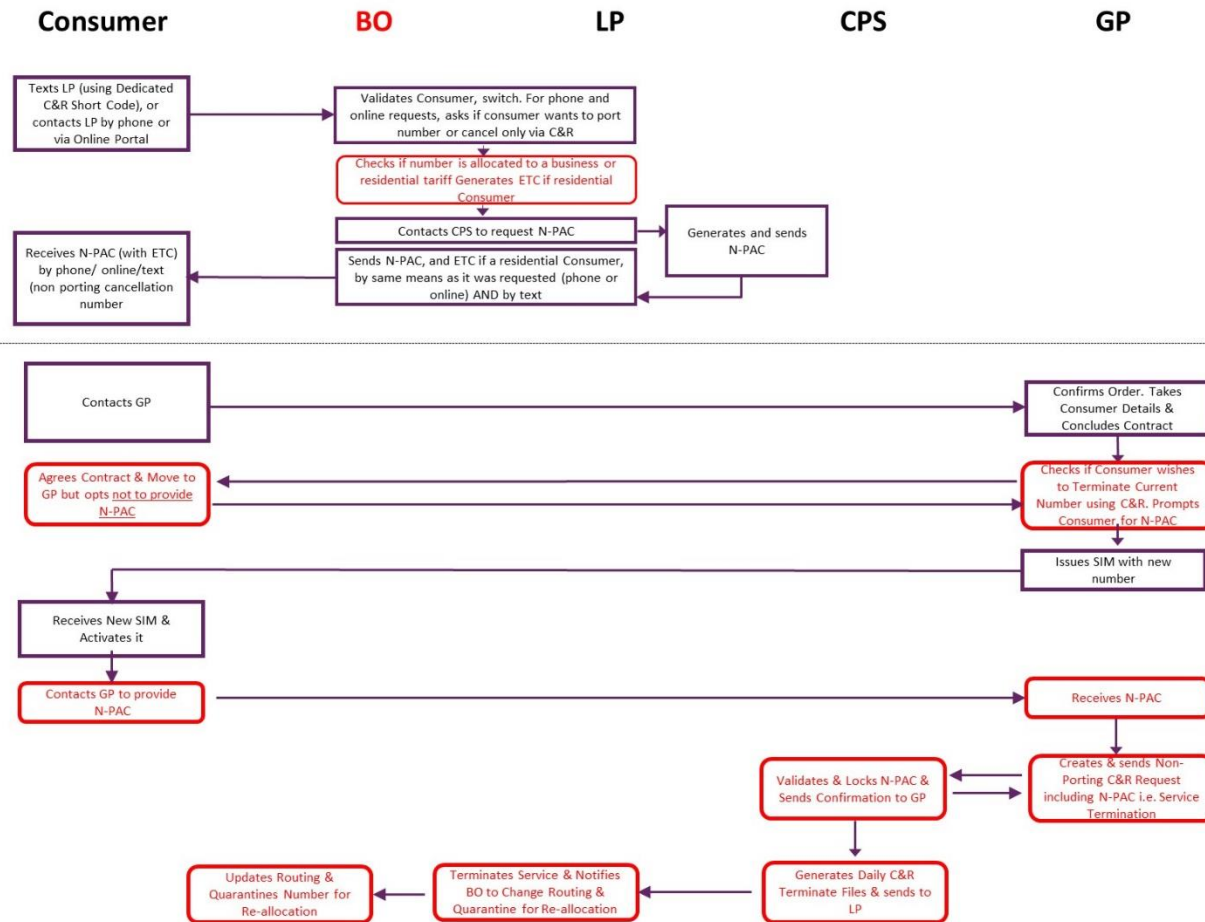 Consumer
BO
LP
CPS
GP
Texts LP (using Dedicated
C&R Short Code), or
contacts LP by phone or
via Online Portal
Validates Consumer, switch. For phone and
online requests, asks if consumer wants to port
number or cancel only via C&R
Checks if number is allocated to a business or
residential tariff Generates ETC if residential
Consumer
Contacts CPS to request N-PAC
Generates and sends
N-PAC
Receives N-PAC (with ETC)
by phone/ online/text
(non porting cancellation
number
Sends N-PAC, and ETC if a residential Consumer,
by same means as it was requested (phone or
online) AND by text
Contacts GP
Confirms Order. Takes
Consumer Details &
Concludes Contract
Agrees Contract & Move to
GP but opts not to provide
N-PAC
Checks if Consumer wishes
to Terminate Current
Number using C&R. Prompts
Consumer for N-PAC
Issues SIM with new
number
Receives New SIM &
Activates it
Contacts GP to provide
N-PAC
Receives N-PAC
Validates & Locks N-PAC &
Sends Confirmation to GP
Creates & sends Non-
Porting C&R Request
including N-PAC i.e. Service
Termination
Updates Routing &
Quarantines Number for
Re-allocation
Terminates Service & Notifies
BO to Change Routing &
Quarantine for Re-allocation
Generates Daily C&R
Terminate Files & sends to
LP